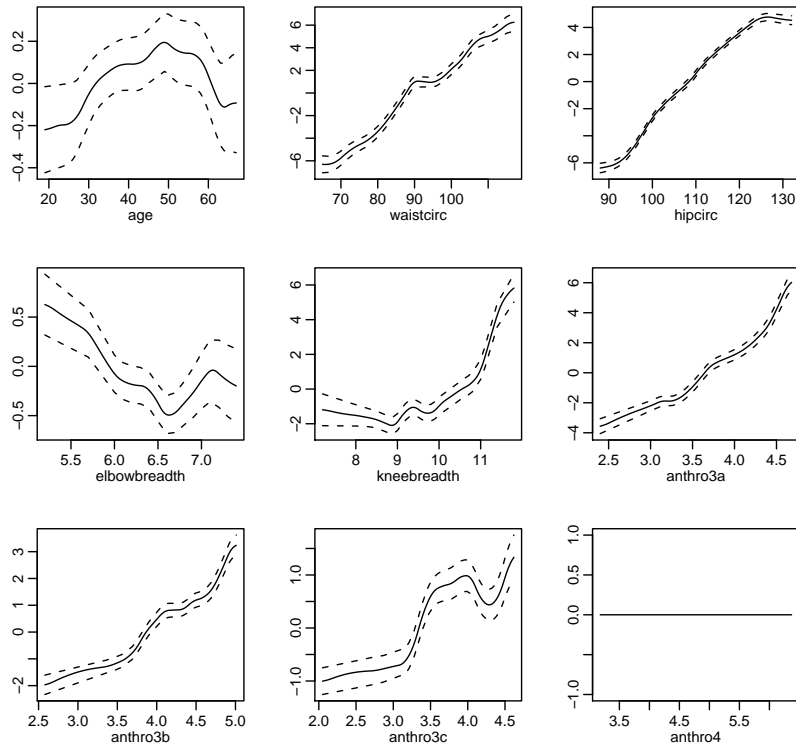 0.2
0.0
−0.2
−0.4
20 30 40 50 60
age
6
2
−2
−6
70 80 90 100
waistcirc
4
2
0
−2
−6
90 100 110 120 130
hipcirc
0.5
0.0
−0.5
5.5 6.0 6.5 7.0
elbowbreadth
6
4
2
0
−2
8 9 10 11
kneebreadth
6
4
2
0
−2
−4
2.5 3.0 3.5 4.0 4.5
anthro3a
3
2
1
0
−2
2.5 3.0 3.5 4.0 4.5 5.0
anthro3b
1.0
0.0
−1.0
2.0 2.5 3.0 3.5 4.0 4.5
anthro3c
1.0
0.5
0.0
−1.0
3.5 4.5 5.5
anthro4